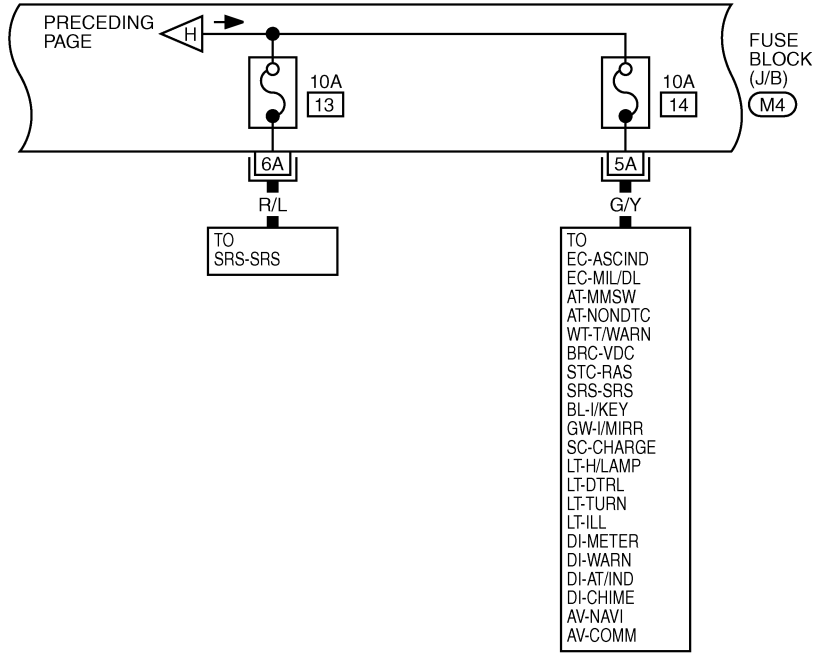 PRECEDING
PAGE
H
10A
13
10A
14
FUSE
BLOCK
(J/B)
M4
6A
5A
R/L
G/Y
TO
SRS-SRS
TO
EC-ASCIND
EC-MIL/DL
AT-MMSW
AT-NONDTC
WT-T/WARN
BRC-VDC
STC-RAS
SRS-SRS
BL-I/KEY
GW-I/MIRR
SC-CHARGE
LT-H/LAMP
LT-DTRL
LT-TURN
LT-ILL
DI-METER
DI-WARN
DI-AT/IND
DI-CHIME
AV-NAVI
AV-COMM